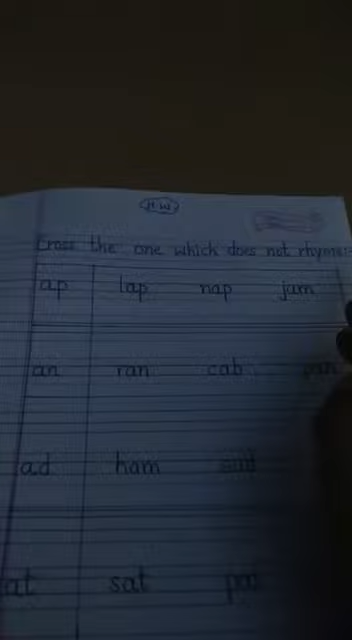 H.W
Cross the one which does not rhyme:-
ap lap nap jam
an ran cab
ad ham
at sat